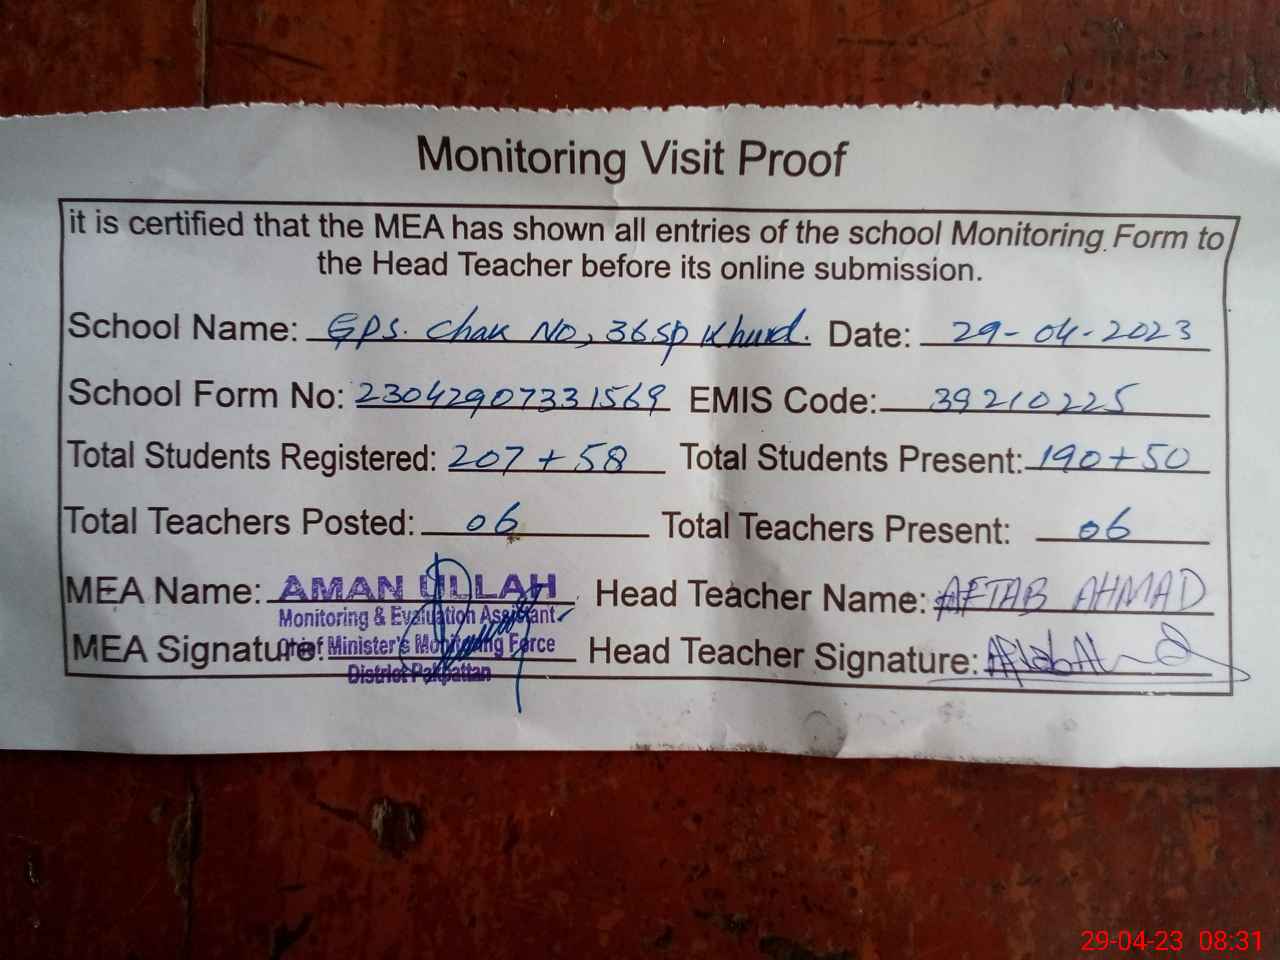 Monitoring Visit Proof
it is certified that the MEA has shown all entries of the school Monitoring Form to
the Head Teacher before its online submission.
School Name: GPS. Chak NO, 36 SP Khurd. Date: 29-04-2023
School Form No: 23042907331569 EMIS Code: 39210225
Total Students Registered: 207+58 Total Students Present: 190+50
Total Teachers Posted: 06 Total Teachers Present: 06
MEA Name: AMAN ULLAH Head Teacher Name: AFTAB AHMAD
Monitoring & Evaluation Assistant
MEA Signature: Chief Minister's Monitoring Force Head Teacher Signature:
District Pakpattan
29-04-23 08:31